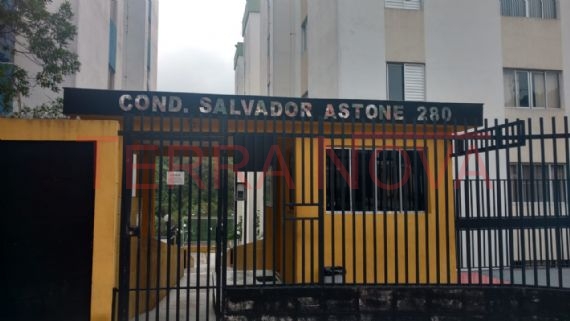 COND. SALVADOR ASTONE 280
TERRA NOVA